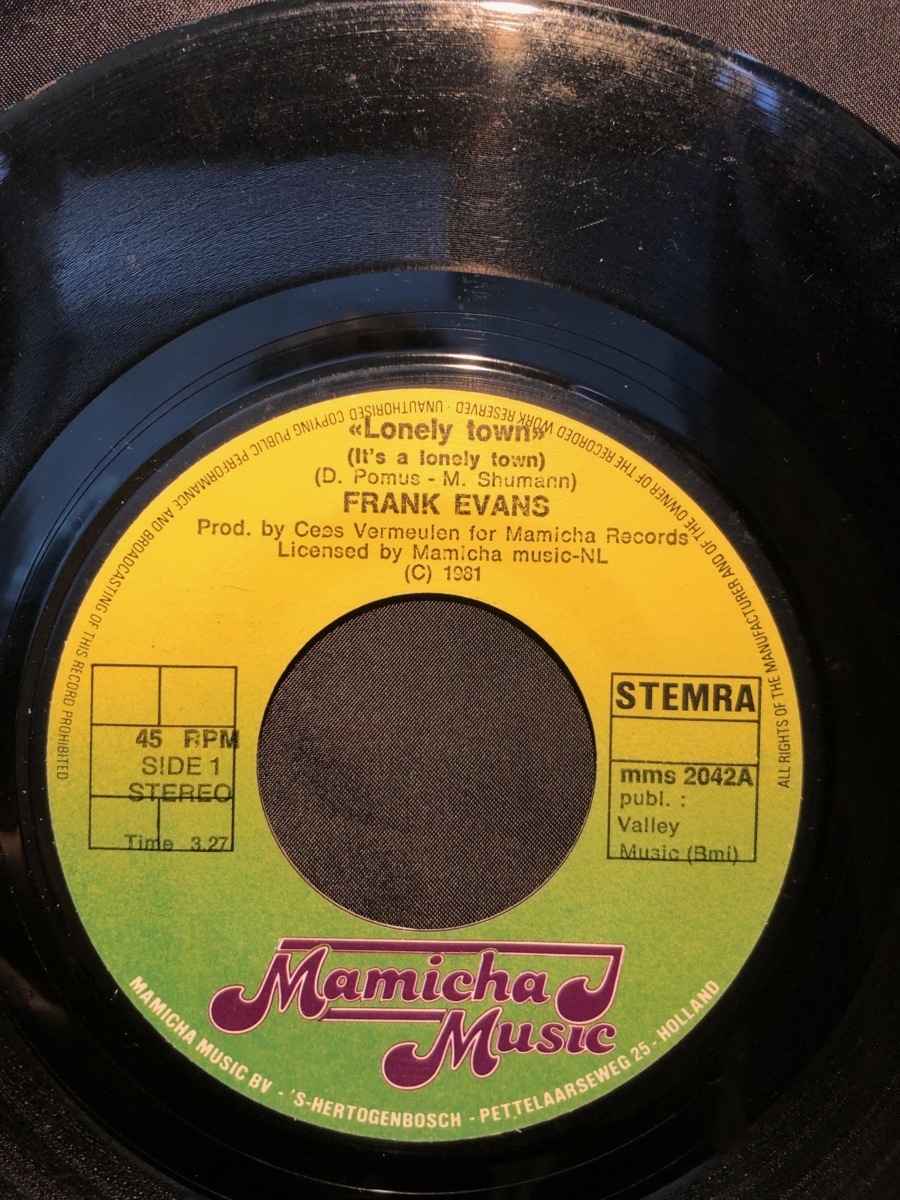 UNAUTHORISED COPYING PUBLIC PERFORMANCE AND BROADCASTING OF THIS RECORD PROHIBITED
ALL RIGHTS OF THE MANUFACTURER AND OF THE OWNER OF THE RECORDED WORK RESERVED ·
«Lonely town»
(It's a lonely town)
(D. Pomus - M. Shumann)
FRANK EVANS
Prod. by Cees Vermeulen for Mamicha Records
Licensed by Mamicha music-NL
(C) 1981
45 RPM
SIDE 1
STEREO
Time 3.27
STEMRA
mms 2042A
publ. :
Valley
Music (Bmi)
Mamicha
Music
MAMICHA MUSIC BV - 'S-HERTOGENBOSCH - PETTELAARSEWEG 25 - HOLLAND